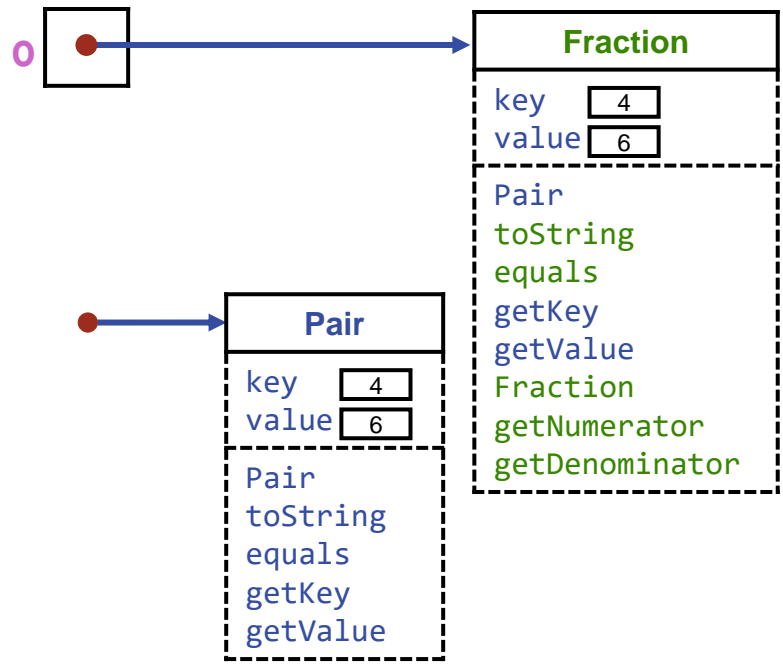 o
Fraction
key 4
value 6
Pair
toString
equals
getKey
getValue
Fraction
getNumerator
getDenominator
Pair
key 4
value 6
Pair
toString
equals
getKey
getValue